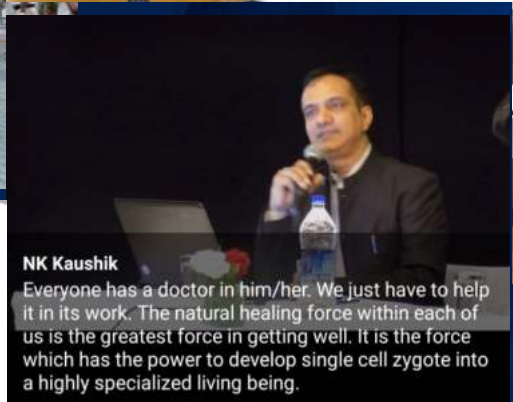 NK Kaushik
Everyone has a doctor in him/her. We just have to help
it in its work. The natural healing force within each of
us is the greatest force in getting well. It is the force
which has the power to develop single cell zygote into
a highly specialized living being.